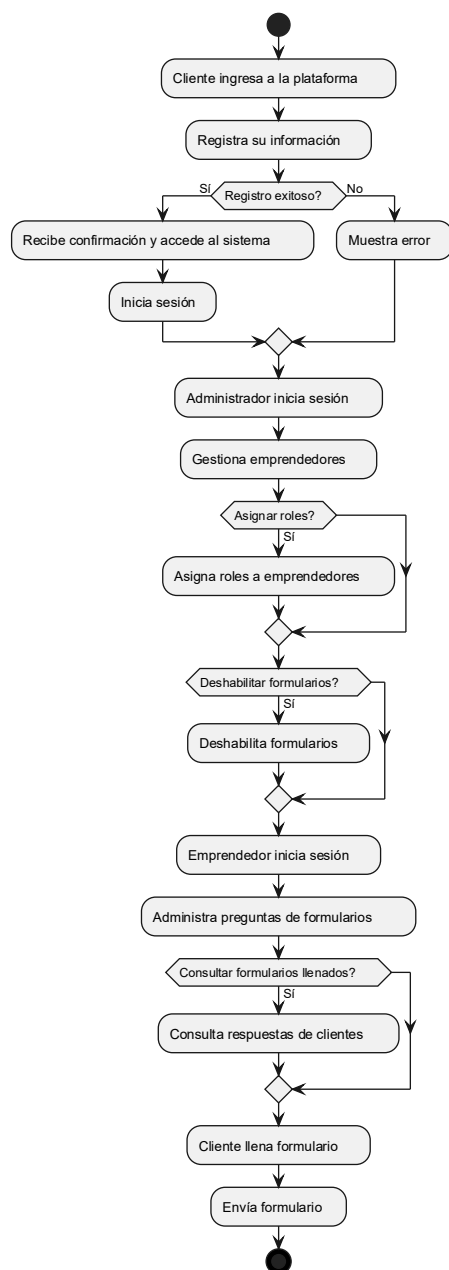 Cliente ingresa a la plataforma
Registra su información
Sí
Registro exitoso?
No
Recibe confirmación y accede al sistema
Muestra error
Inicia sesión
Administrador inicia sesión
Gestiona emprendedores
Asignar roles?
Sí
Asigna roles a emprendedores
Deshabilitar formularios?
Sí
Deshabilita formularios
Emprendedor inicia sesión
Administra preguntas de formularios
Consultar formularios llenados?
Sí
Consulta respuestas de clientes
Cliente llena formulario
Envía formulario